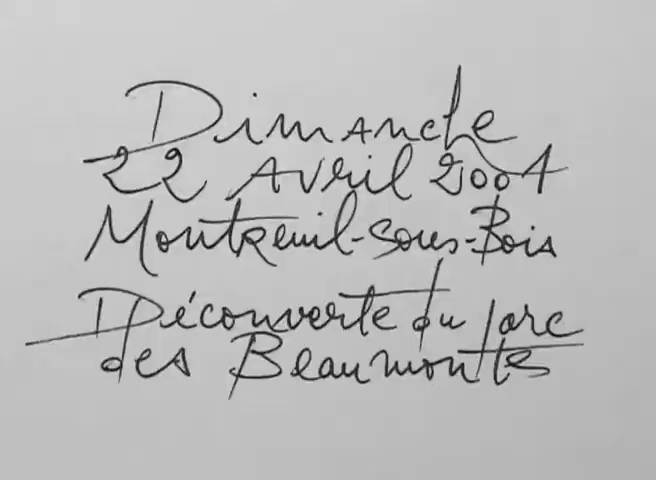 Dimanche
22 Avril 2001
Montreuil-sous-Bois
Découverte du parc
des Beaumonts